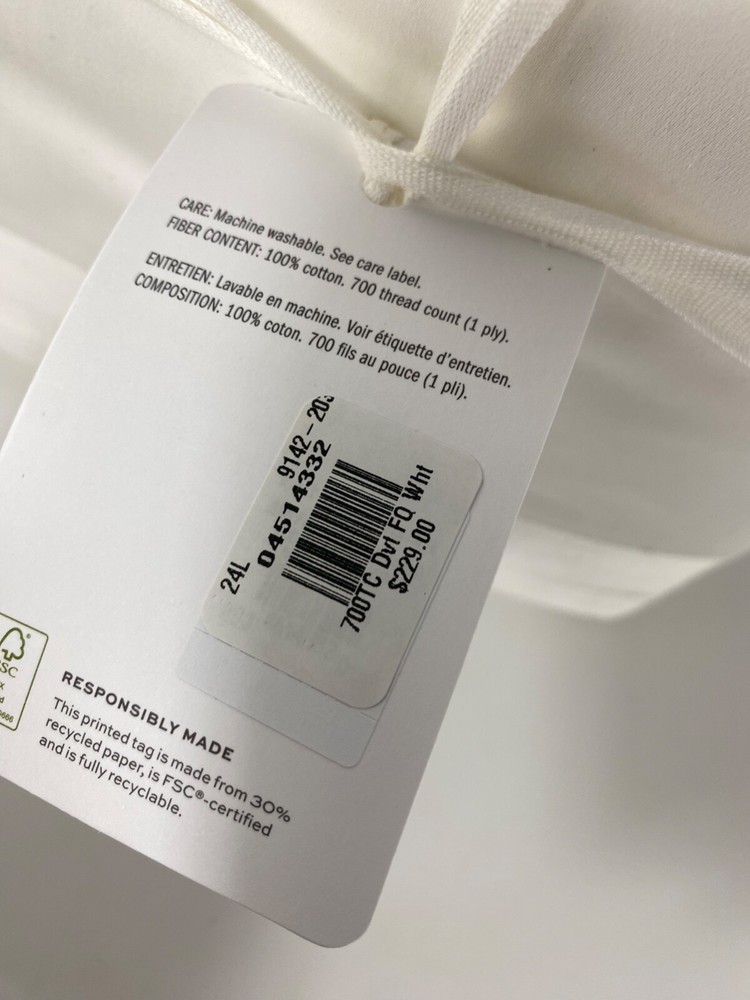 CARE: Machine washable. See care label.
FIBER CONTENT: 100% cotton. 700 thread count (1 ply).
ENTRETIEN: Lavable en machine. Voir étiquette d'entretien.
COMPOSITION: 100% coton. 700 fils au pouce (1 pli).
24L
9142-203
04514332
700TC Dvt FQ Wht
$229.00
RESPONSIBLY MADE
This printed tag is made from 30%
recycled paper, is FSC®-certified
and is fully recyclable.